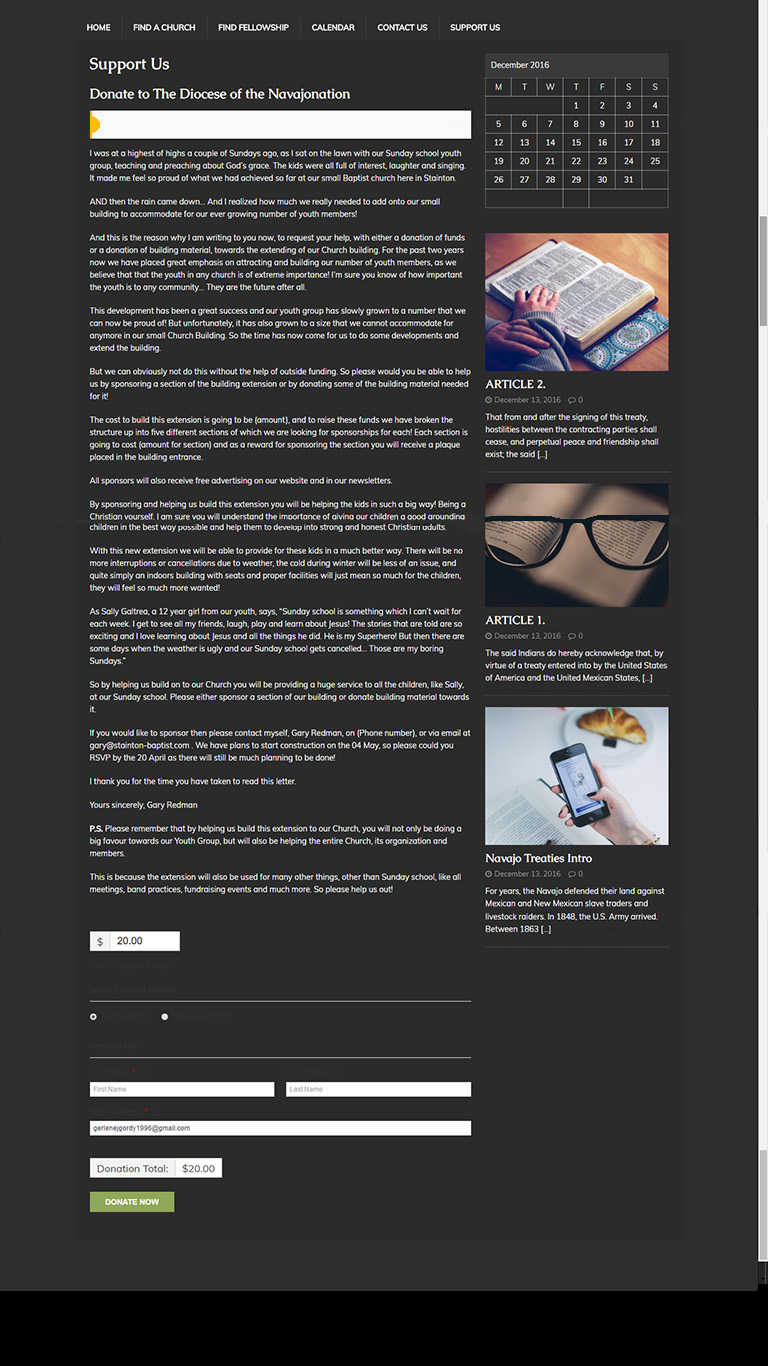 HOME
FIND A CHURCH
FIND FELLOWSHIP
CALENDAR
CONTACT US
SUPPORT US
Support Us
Donate to The Diocese of the Navajonation
I was at a highest of highs a couple of Sundays ago, as I sat on the lawn with our Sunday school youth
group, teaching and preaching about God's grace. The kids were all full of interest, laughter and singing.
It made me feel so proud of what we had achieved so far at our small Baptist church here in Stainton.
AND then the rain came down... And I realized how much we really needed to add onto our small
building to accommodate for our ever growing number of youth members!
And this is the reason why I am writing to you now, to request your help, with either a donation of funds
or a donation of building material, towards the extending of our Church building. For the past two years
now we have placed great emphasis on attracting and building our number of youth members, as we
believe that that the youth in any church is of extreme importance! I'm sure you know of how important
the youth is to any community... They are the future after all.
This development has been a great success and our youth group has slowly grown to a number that we
can now be proud of! But unfortunately, it has also grown to a size that we cannot accommodate for
anymore in our small Church Building. So the time has now come for us to do some developments and
extend the building.
But we can obviously not do this without the help of outside funding. So please would you be able to help
us by sponsoring a section of the building extension or by donating some of the building material needed
for it!
The cost to build this extension is going to be (amount), and to raise these funds we have broken the
structure up into five different sections of which we are looking for sponsorships for each! Each section is
going to cost (amount for section) and as a reward for sponsoring the section you will receive a plaque
placed in the building entrance.
All sponsors will also receive free advertising on our website and in our newsletters.
By sponsoring and helping us build this extension you will be helping the kids in such a big way! Being a
Christian yourself, I am sure you will understand the importance of giving our children a good grounding
children in the best way possible and help them to develop into strong and honest Christian adults.
With this new extension we will be able to provide for these kids in a much better way. There will be no
more interruptions or cancellations due to weather, the cold during winter will be less of an issue, and
quite simply an indoors building with seats and proper facilities will just mean so much for the children,
they will feel so much more wanted!
As Sally Galtrea, a 12 year girl from our youth, says, "Sunday school is something which I can't wait for
each week. I get to see all my friends, laugh, play and learn about Jesus! The stories that are told are so
exciting and I love learning about Jesus and all the things he did. He is my Superhero! But then there are
some days when the weather is ugly and our Sunday school gets cancelled... Those are my boring
Sundays."
So by helping us build on to our Church you will be providing a huge service to all the children, like Sally,
at our Sunday school. Please either sponsor a section of our building or donate building material towards
it.
If you would like to sponsor then please contact myself, Gary Redman, on (Phone number), or via email at
gary@stainton-baptist.com . We have plans to start construction on the 04 May, so please could you
RSVP by the 20 April as there will still be much planning to be done!
I thank you for the time you have taken to read this letter.
Yours sincerely, Gary Redman
P.S. Please remember that by helping us build this extension to our Church, you will not only be doing a
big favour towards our Youth Group, but will also be helping the entire Church, its organization and
members.
This is because the extension will also be used for many other things, other than Sunday school, like all
meetings, band practices, fundraising events and much more. So please help us out!
$ 20.00
*
First Name
Last Name
*
gerlenejgordy1996@gmail.com
Donation Total: $20.00
DONATE NOW
December 2016
M T W T F S S
1 2 3 4
5 6 7 8 9 10 11
12 13 14 15 16 17 18
19 20 21 22 23 24 25
26 27 28 29 30 31
ARTICLE 2.
December 13, 2016 0
That from and after the signing of this treaty,
hostilities between the contracting parties shall
cease, and perpetual peace and friendship shall
exist; the said [...]
ARTICLE 1.
December 13, 2016 0
The said Indians do hereby acknowledge that, by
virtue of a treaty entered into by the United States
of America and the United Mexican States, [...]
Navajo Treaties Intro
December 13, 2016 0
For years, the Navajo defended their land against
Mexican and New Mexican slave traders and
livestock raiders. In 1848, the U.S. Army arrived.
Between 1863 [...]